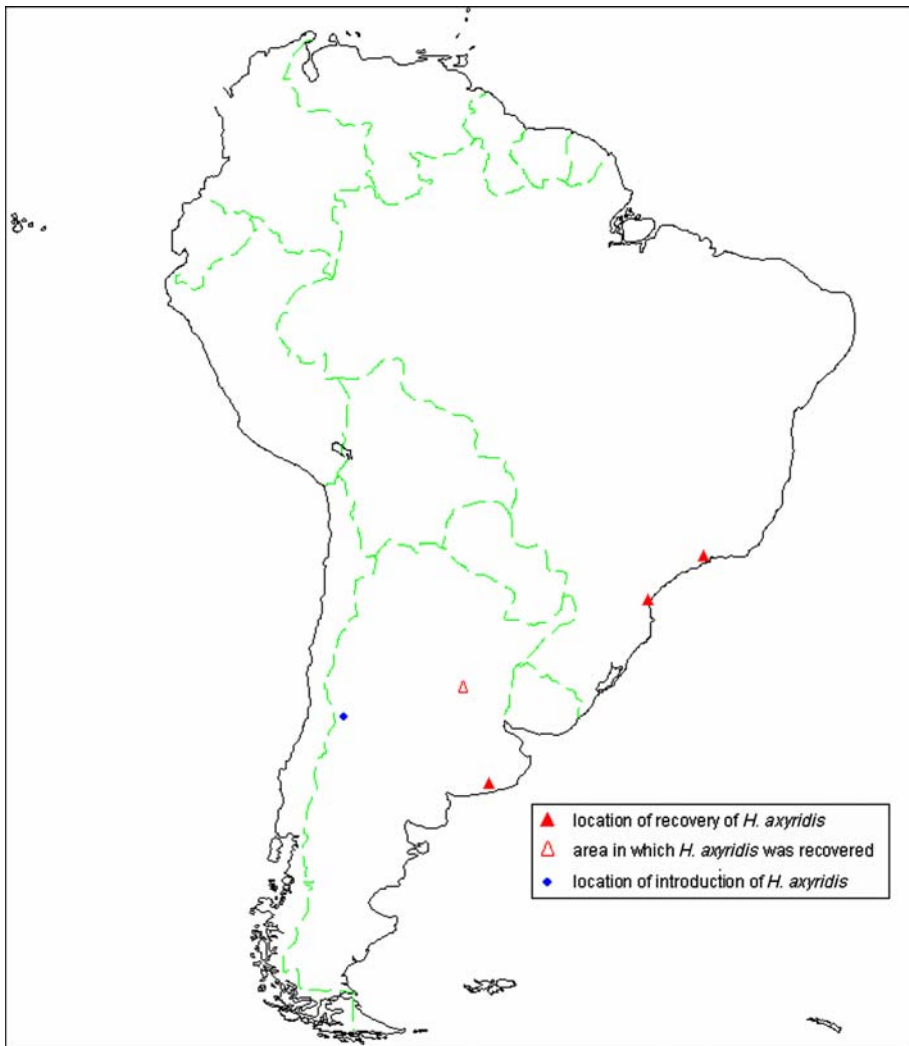 location of recovery of H. axyridis
area in which H. axyridis was recovered
location of introduction of H. axyridis